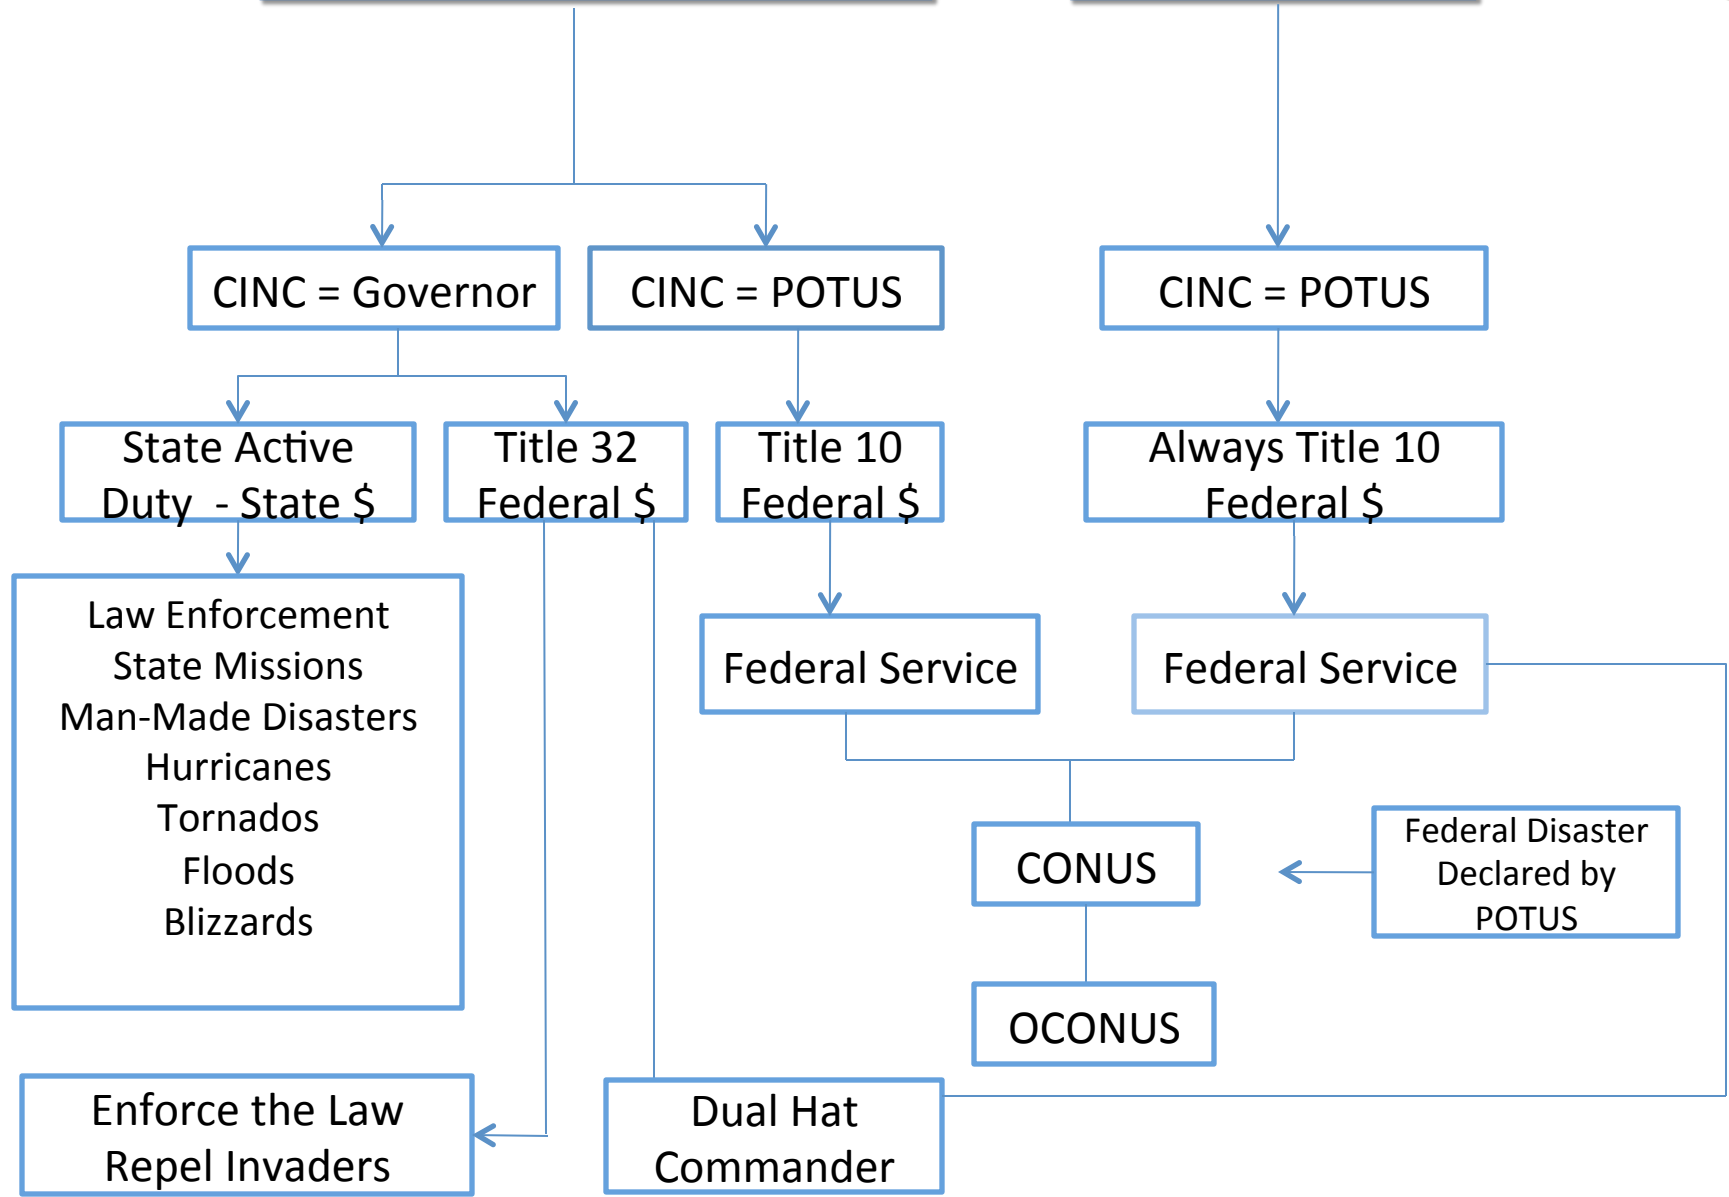 CINC = Governor
CINC = POTUS
CINC = POTUS
State Active
Duty  - State $
Title 32
Federal $
Title 10
Federal $
Always Title 10
Federal $
Law Enforcement
State Missions
Man-Made Disasters
Hurricanes
Tornados
Floods
Blizzards
Federal Service
Federal Service
CONUS
Federal Disaster
Declared by
POTUS
OCONUS
Enforce the Law
Repel Invaders
Dual Hat
Commander